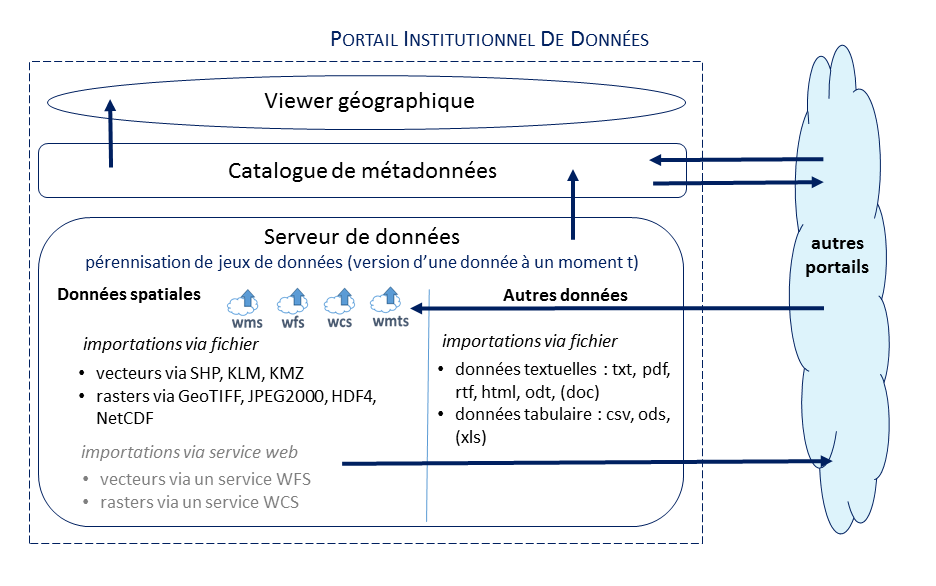 PORTAIL INSTITUTIONNEL DE DONNÉES
Viewer géographique
Catalogue de métadonnées
Serveur de données
pérennisation de jeux de données (version d'une donnée à un moment t)
Données spatiales
wms wfs wcs wmts
importations via fichier
• vecteurs via SHP, KLM, KMZ
• rasters via GeoTIFF, JPEG2000, HDF4,
NetCDF
importations via service web
• vecteurs via un service WFS
• rasters via un service WCS
Autres données
importations via fichier
• données textuelles : txt, pdf,
rtf, html, odt, (doc)
• données tabulaire : csv, ods,
(xls)
autres
portails